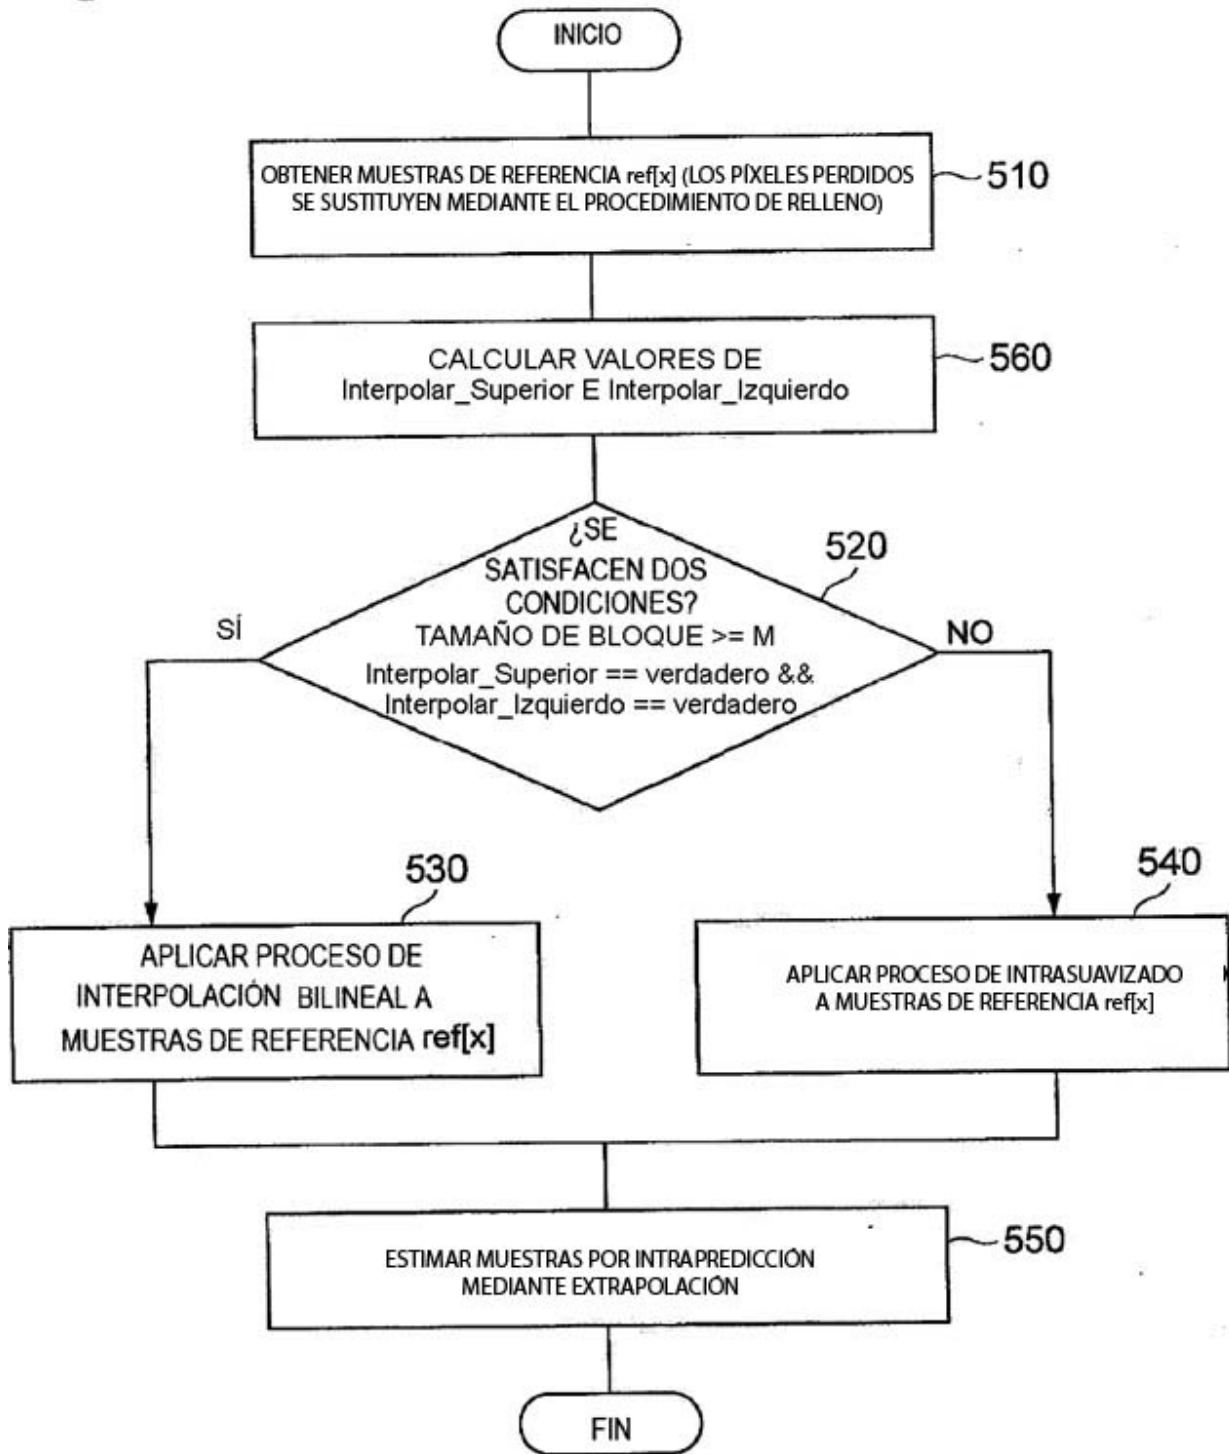 INICIO
OBTENER MUESTRAS DE REFERENCIA ref[x] (LOS PÍXELES PERDIDOS
SE SUSTITUYEN MEDIANTE EL PROCEDIMIENTO DE RELLENO)
510
CALCULAR VALORES DE
Interpolar_Superior E Interpolar_Izquierdo
560
¿SE
SATISFACEN DOS
CONDICIONES?
TAMAÑO DE BLOQUE >= M
Interpolar_Superior == verdadero &&
Interpolar_Izquierdo == verdadero
520
SÍ
NO
530
APLICAR PROCESO DE
INTERPOLACIÓN BILINEAL A
MUESTRAS DE REFERENCIA ref[x]
540
APLICAR PROCESO DE INTRASUAVIZADO
A MUESTRAS DE REFERENCIA ref[x]
ESTIMAR MUESTRAS POR INTRAPREDICCIÓN
MEDIANTE EXTRAPOLACIÓN
550
FIN